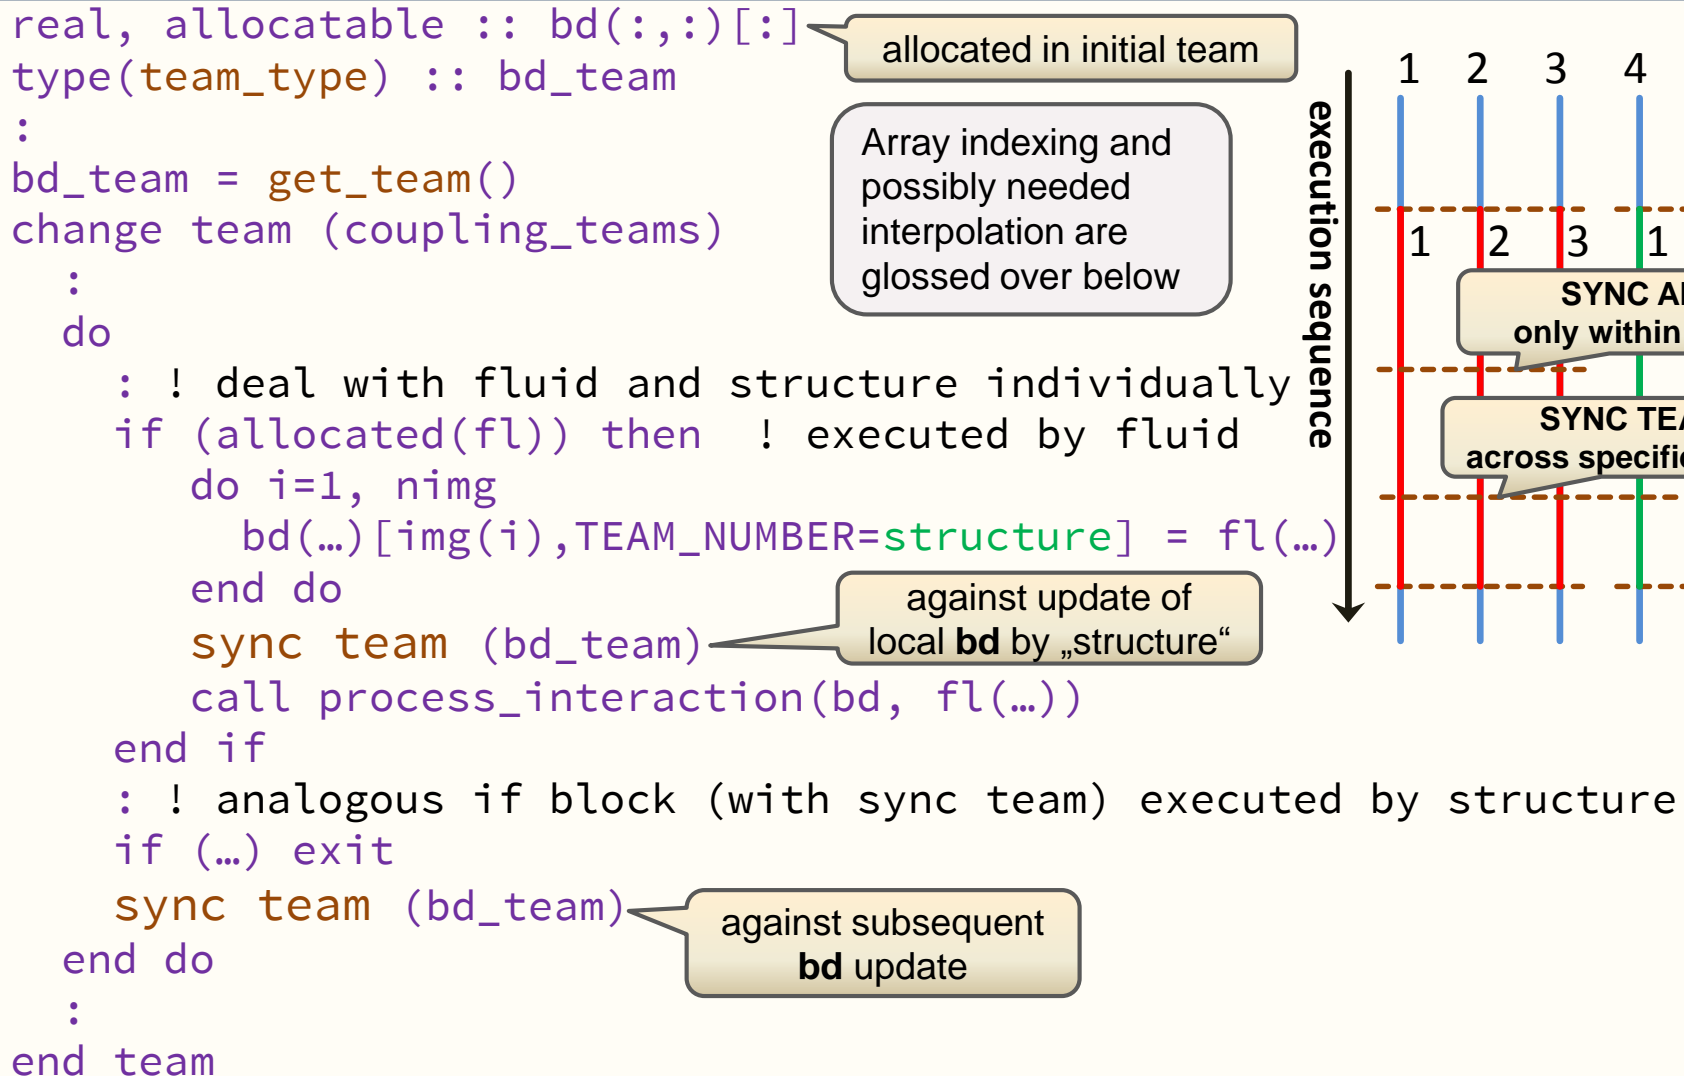 real, allocatable :: bd(:,:)[:]
allocated in initial team
type(team_type) :: bd_team
:
bd_team = get_team()
change team (coupling_teams)
:
do
: ! deal with fluid and structure individually
if (allocated(fl)) then ! executed by fluid
do i=1, nimg
bd(…)[img(i),TEAM_NUMBER=structure] = fl(…)
end do
sync team (bd_team)
call process_interaction(bd, fl(…))
end if
: ! analogous if block (with sync team) executed by structure
if (…) exit
sync team (bd_team)
end do
:
end team
Array indexing and
possibly needed
interpolation are
glossed over below
against update of
local bd by „structure“
against subsequent
bd update
execution sequence
1 2 3 4
1 2 3 1
SYNC
only within
SYNC
across